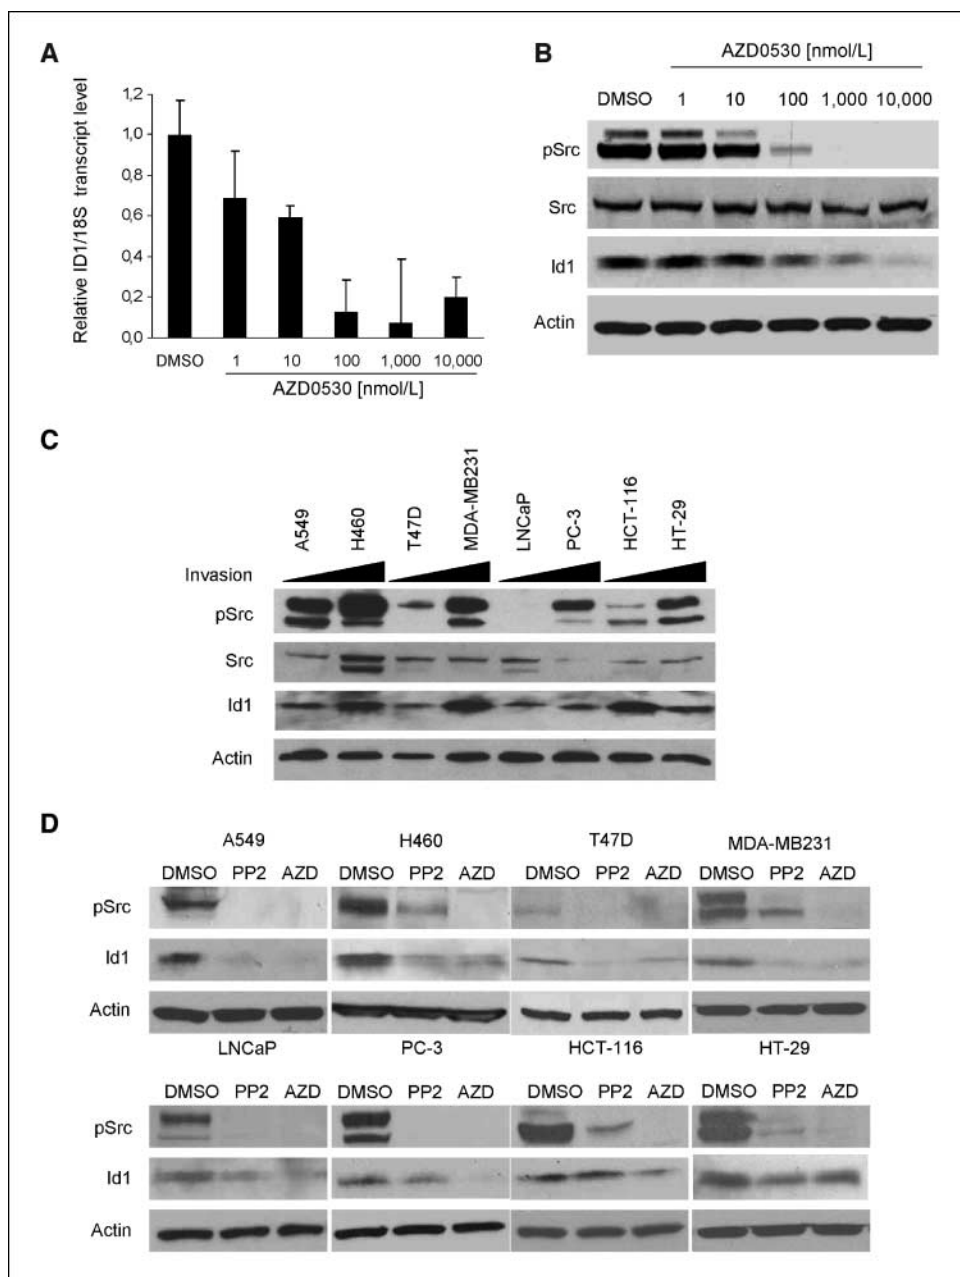 A
Relative ID1/18S transcript level
1,2
1,0
0,8
0,6
0,4
0,2
0,0
DMSO 1 10 100 1,000 10,000
AZD0530 [nmol/L]
B
AZD0530 [nmol/L]
DMSO 1 10 100 1,000 10,000
pSrc
Src
Id1
Actin
C
A549 H460 T47D MDA-MB231 LNCaP PC-3 HCT-116 HT-29
Invasion
pSrc
Src
Id1
Actin
D
A549 H460 T47D MDA-MB231
DMSO PP2 AZD DMSO PP2 AZD DMSO PP2 AZD DMSO PP2 AZD
pSrc
Id1
Actin
LNCaP PC-3 HCT-116 HT-29
DMSO PP2 AZD DMSO PP2 AZD DMSO PP2 AZD DMSO PP2 AZD
pSrc
Id1
Actin